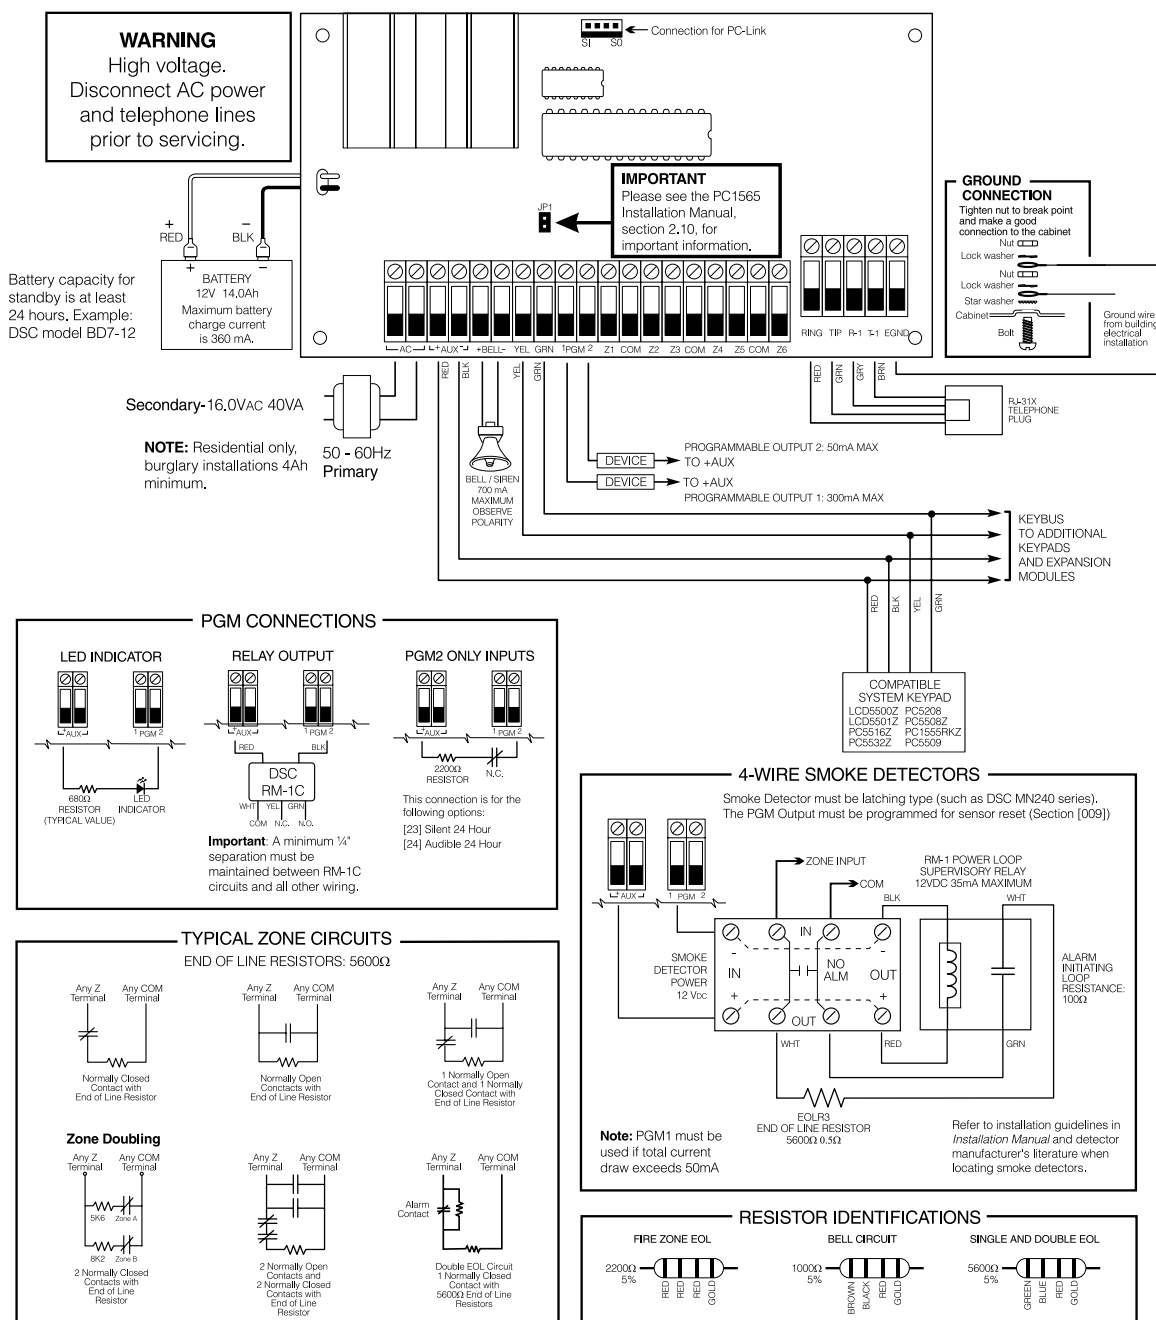 WARNING
High voltage.
Disconnect AC power
and telephone lines
prior to servicing.
SI SO
Connection for PC-Link
IMPORTANT
Please see the PC1565
Installation Manual,
section 2.10, for
important information.
JP1
GROUND
CONNECTION
Tighten nut to break point
and make a good
connection to the cabinet
Nut
Lock washer
Nut
Lock washer
Star washer
Cabinet
Bolt
Ground wire
from building
electrical
installation
+
RED
–
BLK
+ –
BATTERY
12V 14.0Ah
Maximum battery
charge current
is 360 mA.
Battery capacity for
standby is at least
24 hours. Example:
DSC model BD7-12
AC +AUX- +BELL- YEL GRN 1PGM 2 Z1 COM Z2 Z3 COM Z4 Z5 COM Z6
RING TIP R-1 T-1 EGND
RED BLK YEL GRN
RED GRN GRY BRN
RJ-31X
TELEPHONE
PLUG
Secondary-16.0VAC 40VA
NOTE: Residential only,
burglary installations 4Ah
minimum.
50 - 60Hz
Primary
BELL / SIREN
700 mA
MAXIMUM
OBSERVE
POLARITY
PROGRAMMABLE OUTPUT 2: 50mA MAX
DEVICE TO +AUX
DEVICE TO +AUX
PROGRAMMABLE OUTPUT 1: 300mA MAX
KEYBUS
TO ADDITIONAL
KEYPADS
AND EXPANSION
MODULES
RED BLK YEL GRN
COMPATIBLE
SYSTEM KEYPAD
LCD5500Z PC5208
LCD5501Z PC5508Z
PC5516Z PC1555RKZ
PC5532Z PC5509
PGM CONNECTIONS
LED INDICATOR
+AUX- 1 PGM 2
680Ω
RESISTOR
(TYPICAL VALUE)
LED
INDICATOR
RELAY OUTPUT
+AUX- 1 PGM 2
RED BLK
DSC
RM-1C
WHT YEL GRN
COM N.C. N.O.
Important: A minimum ¼"
separation must be
maintained between RM-1C
circuits and all other wiring.
PGM2 ONLY INPUTS
+AUX- 1 PGM 2
2200Ω
RESISTOR
N.C.
This connection is for the
following options:
[23] Silent 24 Hour
[24] Audible 24 Hour
4-WIRE SMOKE DETECTORS
Smoke Detector must be latching type (such as DSC MN240 series).
The PGM Output must be programmed for sensor reset (Section [009])
+AUX- 1 PGM 2
ZONE INPUT
COM
RM-1 POWER LOOP
SUPERVISORY RELAY
12VDC 35mA MAXIMUM
BLK WHT
SMOKE
DETECTOR
POWER
12 VDC
IN
- -
IN NO OUT
ALM
+ +
OUT
WHT RED GRN
ALARM
INITIATING
LOOP
RESISTANCE:
100Ω
EOLR3
END OF LINE RESISTOR
5600Ω 0.5Ω
Note: PGM1 must be
used if total current
draw exceeds 50mA
Refer to installation guidelines in
Installation Manual and detector
manufacturer's literature when
locating smoke detectors.
TYPICAL ZONE CIRCUITS
END OF LINE RESISTORS: 5600Ω
Any Z Terminal
Any COM Terminal
Normally Closed
Contact with
End of Line Resistor
Any Z Terminal
Any COM Terminal
Normally Open
Conctacts with
End of Line Resistor
Any Z Terminal
Any COM Terminal
1 Normally Open
Contact and 1 Normally
Closed Contact with
End of Line Resistor
Zone Doubling
Any Z Terminal
Any COM Terminal
5K6 Zone A
8K2 Zone B
2 Normally Closed
Contacts with
End of Line
Resistor
Any Z Terminal
Any COM Terminal
2 Normally Open
Contacts and
2 Normally Closed
Contacts with
End of Line
Resistor
Any Z Terminal
Any COM Terminal
Alarm
Contact
Double EOL Circuit
1 Normally Closed
Contact with
5600Ω End of Line
Resistors
RESISTOR IDENTIFICATIONS
FIRE ZONE EOL
2200Ω
5%
RED RED RED GOLD
BELL CIRCUIT
1000Ω
5%
BROWN BLACK RED GOLD
SINGLE AND DOUBLE EOL
5600Ω
5%
GREEN BLUE RED GOLD